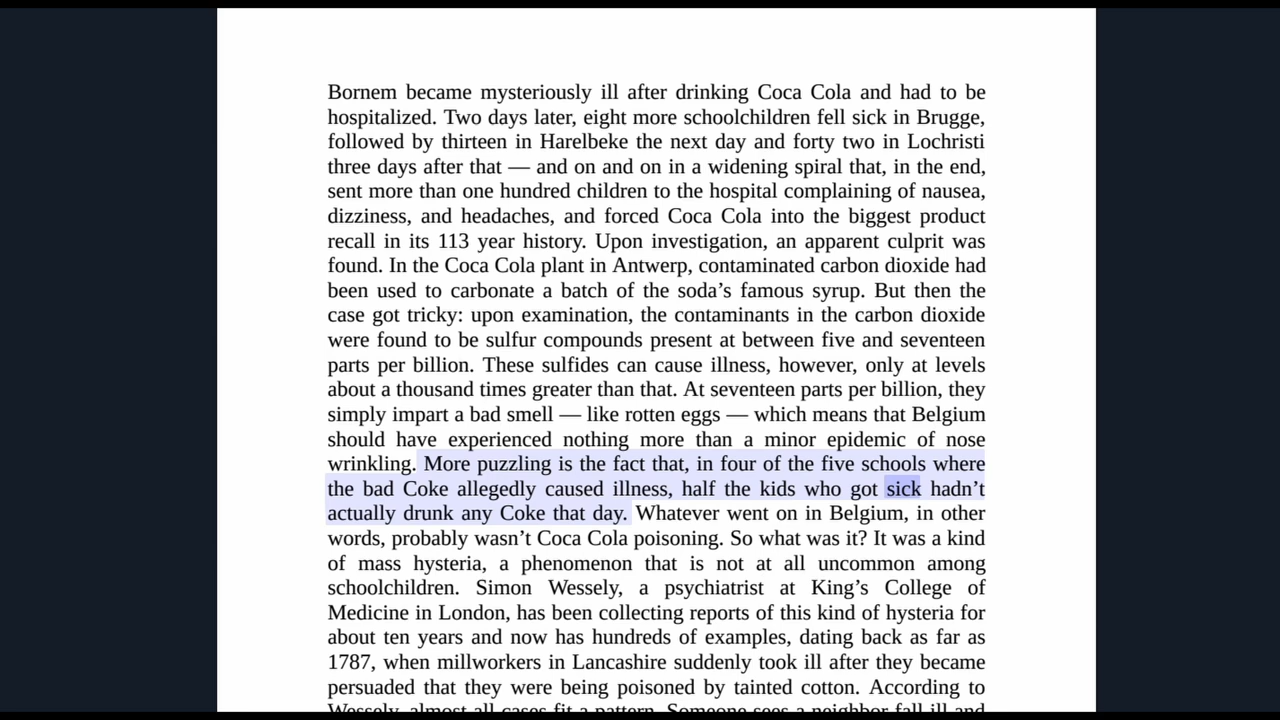 Bornem became mysteriously ill after drinking Coca Cola and had to be
hospitalized. Two days later, eight more schoolchildren fell sick in Brugge,
followed by thirteen in Harelbeke the next day and forty two in Lochristi
three days after that — and on and on in a widening spiral that, in the end,
sent more than one hundred children to the hospital complaining of nausea,
dizziness, and headaches, and forced Coca Cola into the biggest product
recall in its 113 year history. Upon investigation, an apparent culprit was
found. In the Coca Cola plant in Antwerp, contaminated carbon dioxide had
been used to carbonate a batch of the soda’s famous syrup. But then the
case got tricky: upon examination, the contaminants in the carbon dioxide
were found to be sulfur compounds present at between five and seventeen
parts per billion. These sulfides can cause illness, however, only at levels
about a thousand times greater than that. At seventeen parts per billion, they
simply impart a bad smell — like rotten eggs — which means that Belgium
should have experienced nothing more than a minor epidemic of nose
wrinkling. More puzzling is the fact that, in four of the five schools where
the bad Coke allegedly caused illness, half the kids who got sick hadn’t
actually drunk any Coke that day. Whatever went on in Belgium, in other
words, probably wasn’t Coca Cola poisoning. So what was it? It was a kind
of mass hysteria, a phenomenon that is not at all uncommon among
schoolchildren. Simon Wessely, a psychiatrist at King’s College of
Medicine in London, has been collecting reports of this kind of hysteria for
about ten years and now has hundreds of examples, dating back as far as
1787, when millworkers in Lancashire suddenly took ill after they became
persuaded that they were being poisoned by tainted cotton. According to
Wessely, almost all cases fit a pattern. Someone sees a neighbor fall ill and